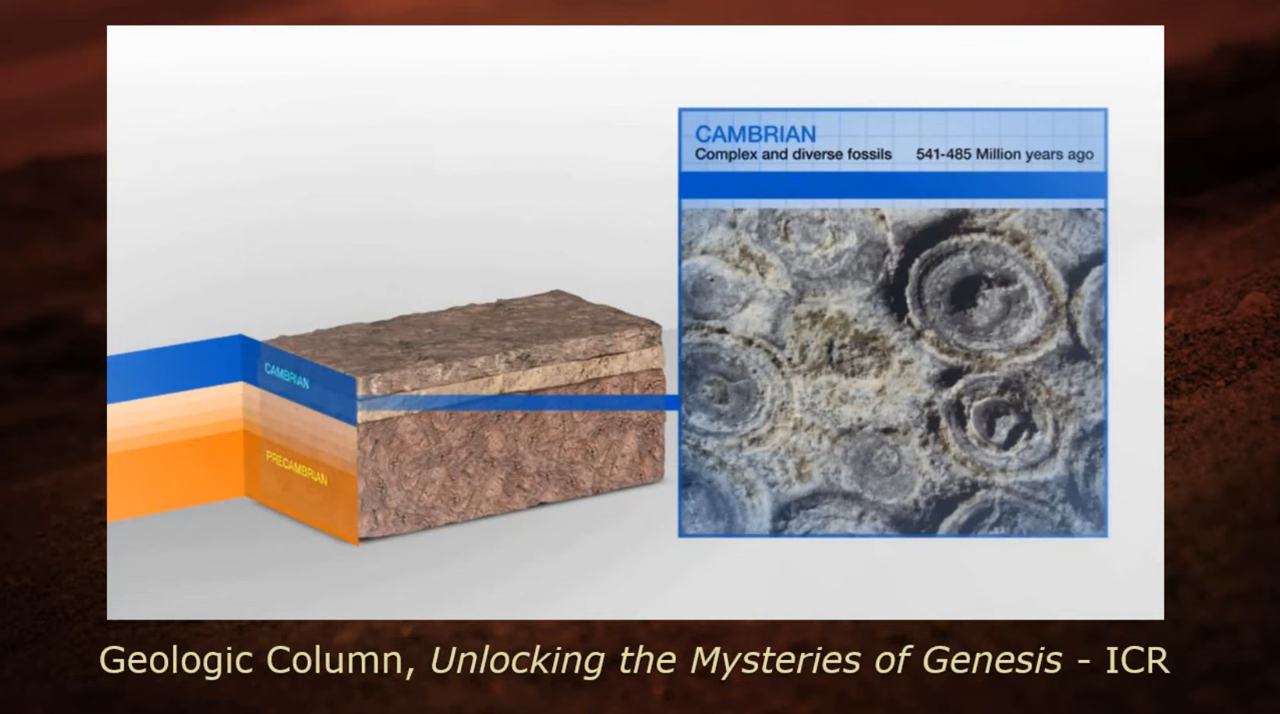 CAMBRIAN
Complex and diverse fossils 541-485 Million years ago
CAMBRIAN
PRECAMBRIAN
Geologic Column, Unlocking the Mysteries of Genesis - ICR